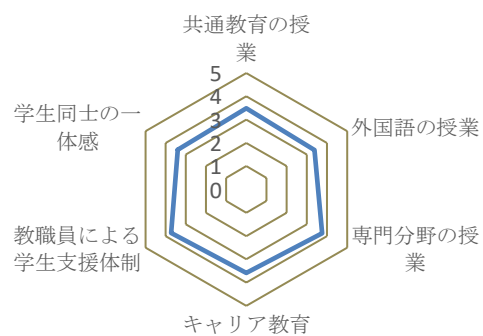 共通教育の授
業
5
4
3
2
1
0
外国語の授業
専門分野の授
業
キャリア教育
教職員による
学生支援体制
学生同士の一
体感